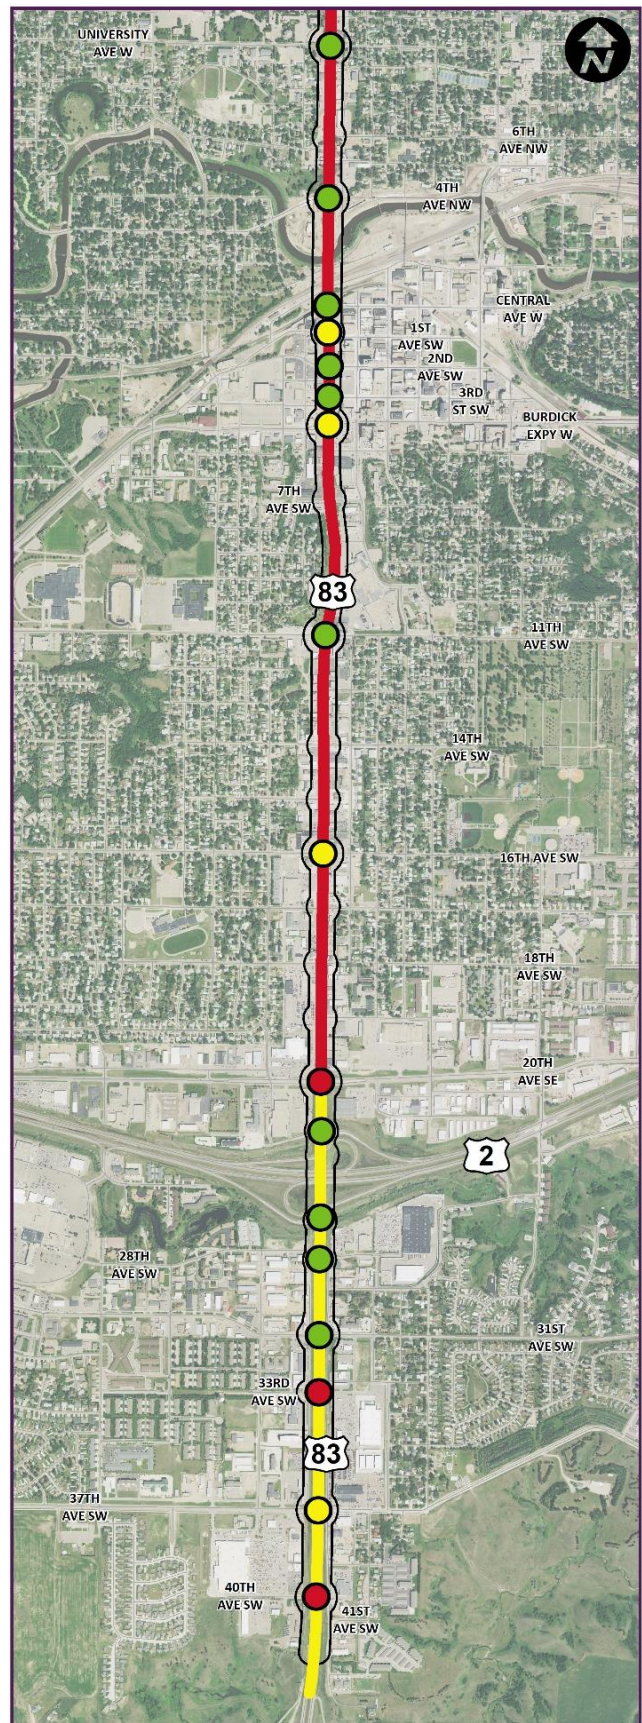 UNIVERSITY
AVE W
N
6TH
AVE NW
4TH
AVE NW
CENTRAL
AVE W
1ST
AVE SW
2ND
AVE SW
3RD
ST SW
BURDICK
EXPY W
7TH
AVE SW
83
11TH
AVE SW
14TH
AVE SW
16TH AVE SW
18TH
AVE SW
20TH
AVE SE
2
28TH
AVE SW
31ST
AVE SW
33RD
AVE SW
83
37TH
AVE SW
40TH
AVE SW
41ST
AVE SW